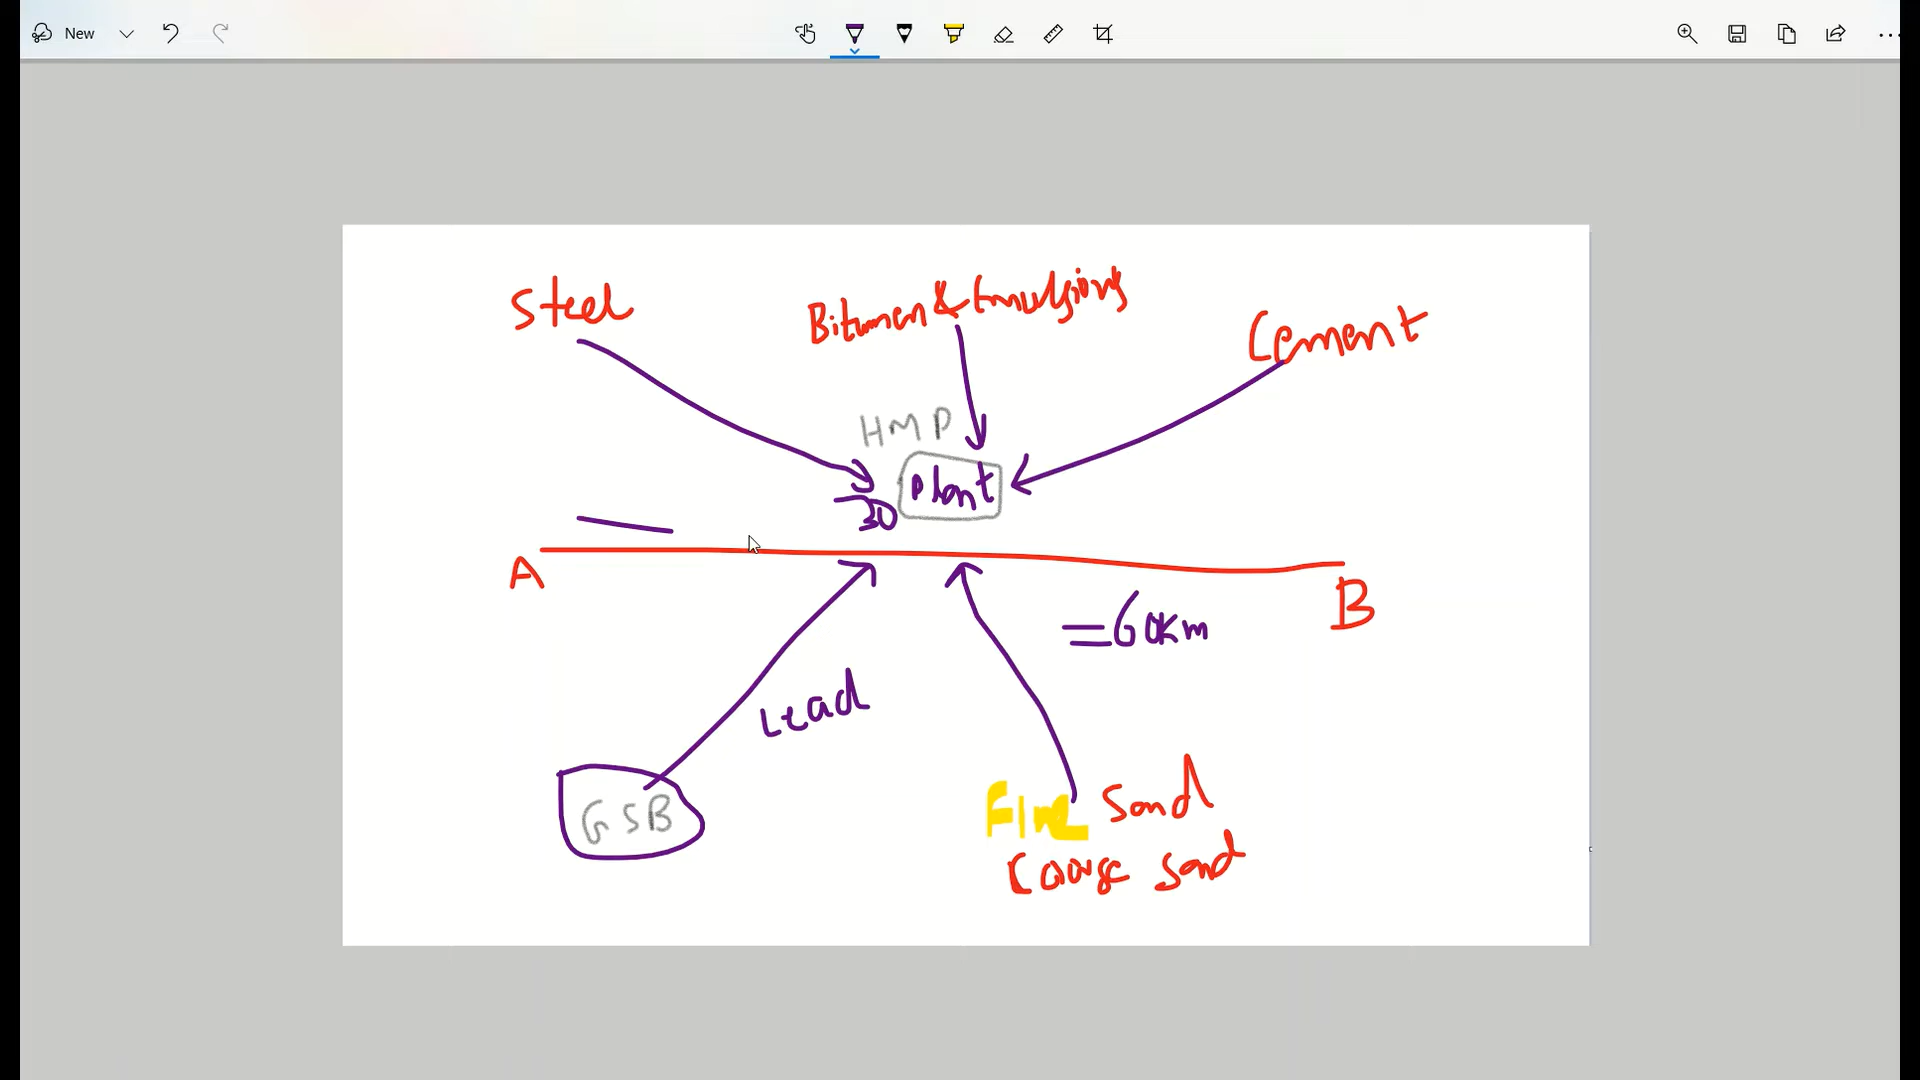 New
Steel
Bitumen & Emulsions
Cement
HMP
Plant
30
A
B
=60km
Lead
GSB
Fine Sand
Coarse sand